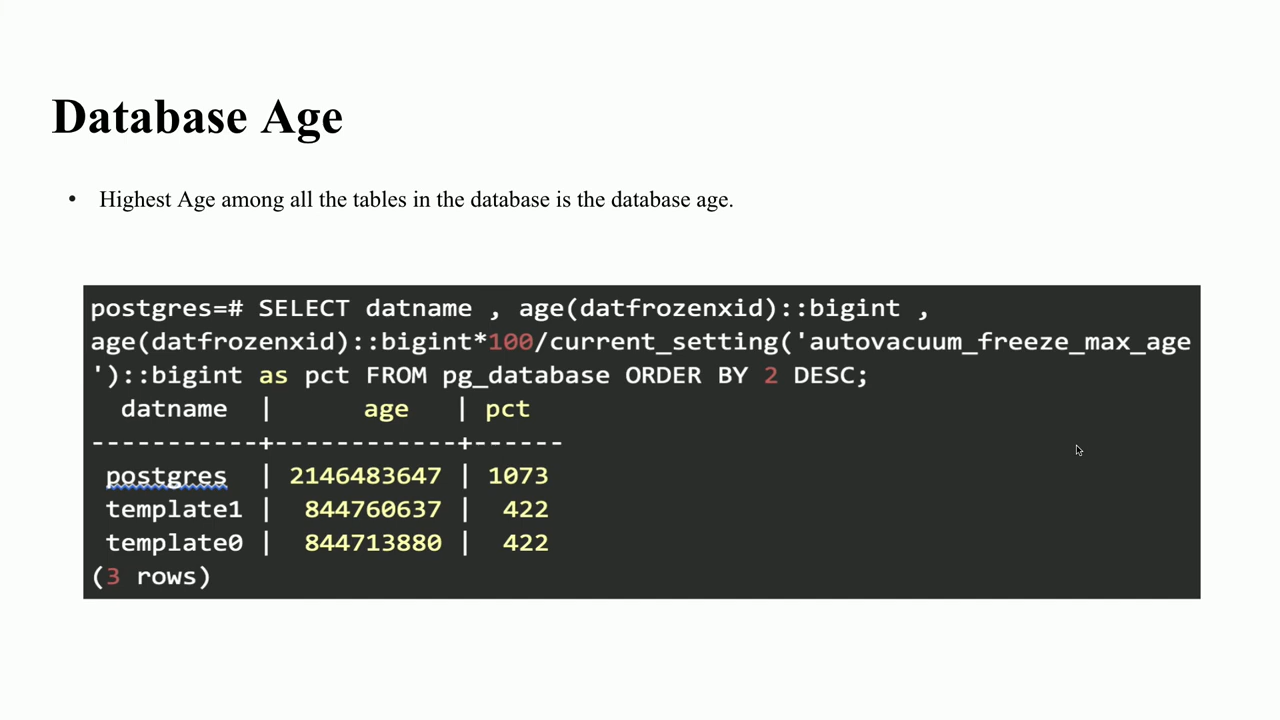 Database Age
• Highest Age among all the tables in the database is the database age.
postgres=# SELECT datname , age(datfrozenxid)::bigint ,
age(datfrozenxid)::bigint*100/current_setting('autovacuum_freeze_max_age
')::bigint as pct FROM pg_database ORDER BY 2 DESC;
datname | age | pct
-----------+------------+------
postgres | 2146483647 | 1073
template1 | 844760637 | 422
template0 | 844713880 | 422
(3 rows)